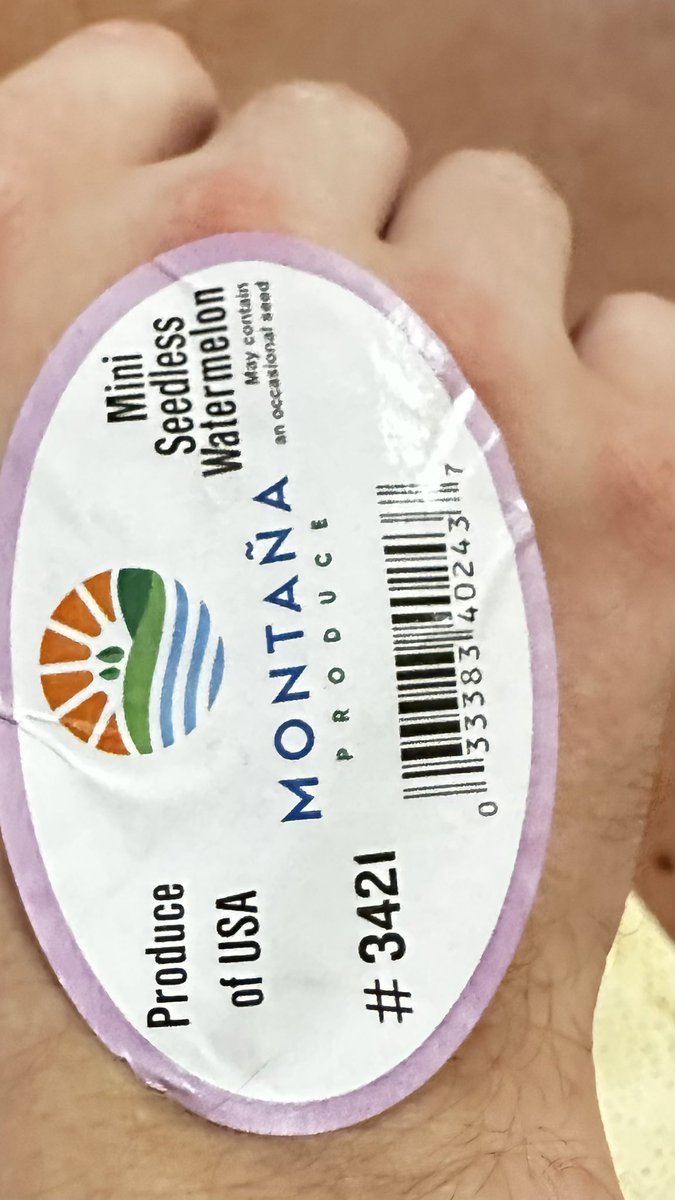 Produce
of USA
# 3421
MONTAÑA
PRODUCE
Mini
Seedless
Watermelon
May contain
an occasional seed
0 33383 40243 7